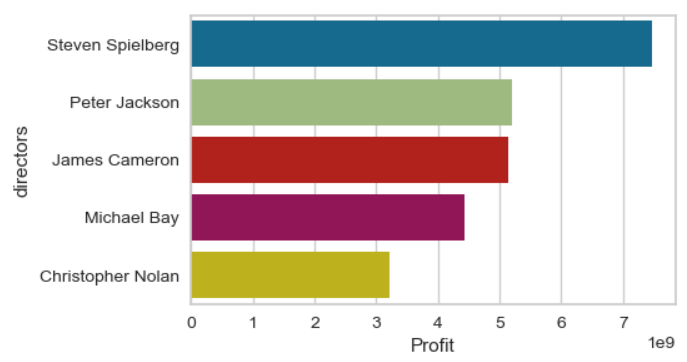 Steven Spielberg
Peter Jackson
James Cameron
Michael Bay
Christopher Nolan
directors
0 1 2 3 4 5 6 7
1e9
Profit